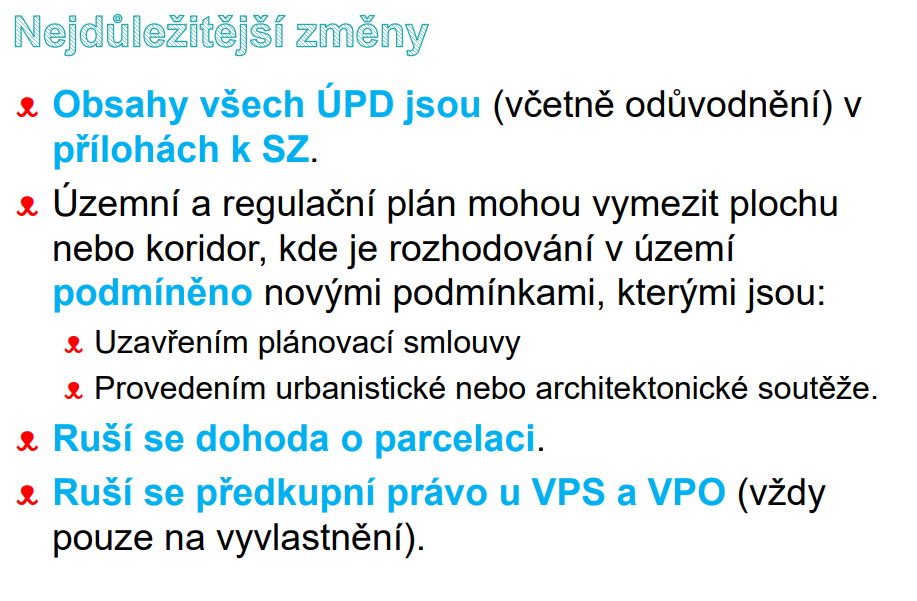 Nejdůležitější změny
Obsahy všech ÚPD jsou (včetně odůvodnění) v
přílohách k SZ.
Územní a regulační plán mohou vymezit plochu
nebo koridor, kde je rozhodování v území
podmíněno novými podmínkami, kterými jsou:
Uzavřením plánovací smlouvy
Provedením urbanistické nebo architektonické soutěže.
Ruší se dohoda o parcelaci.
Ruší se předkupní právo u VPS a VPO (vždy
pouze na vyvlastnění).